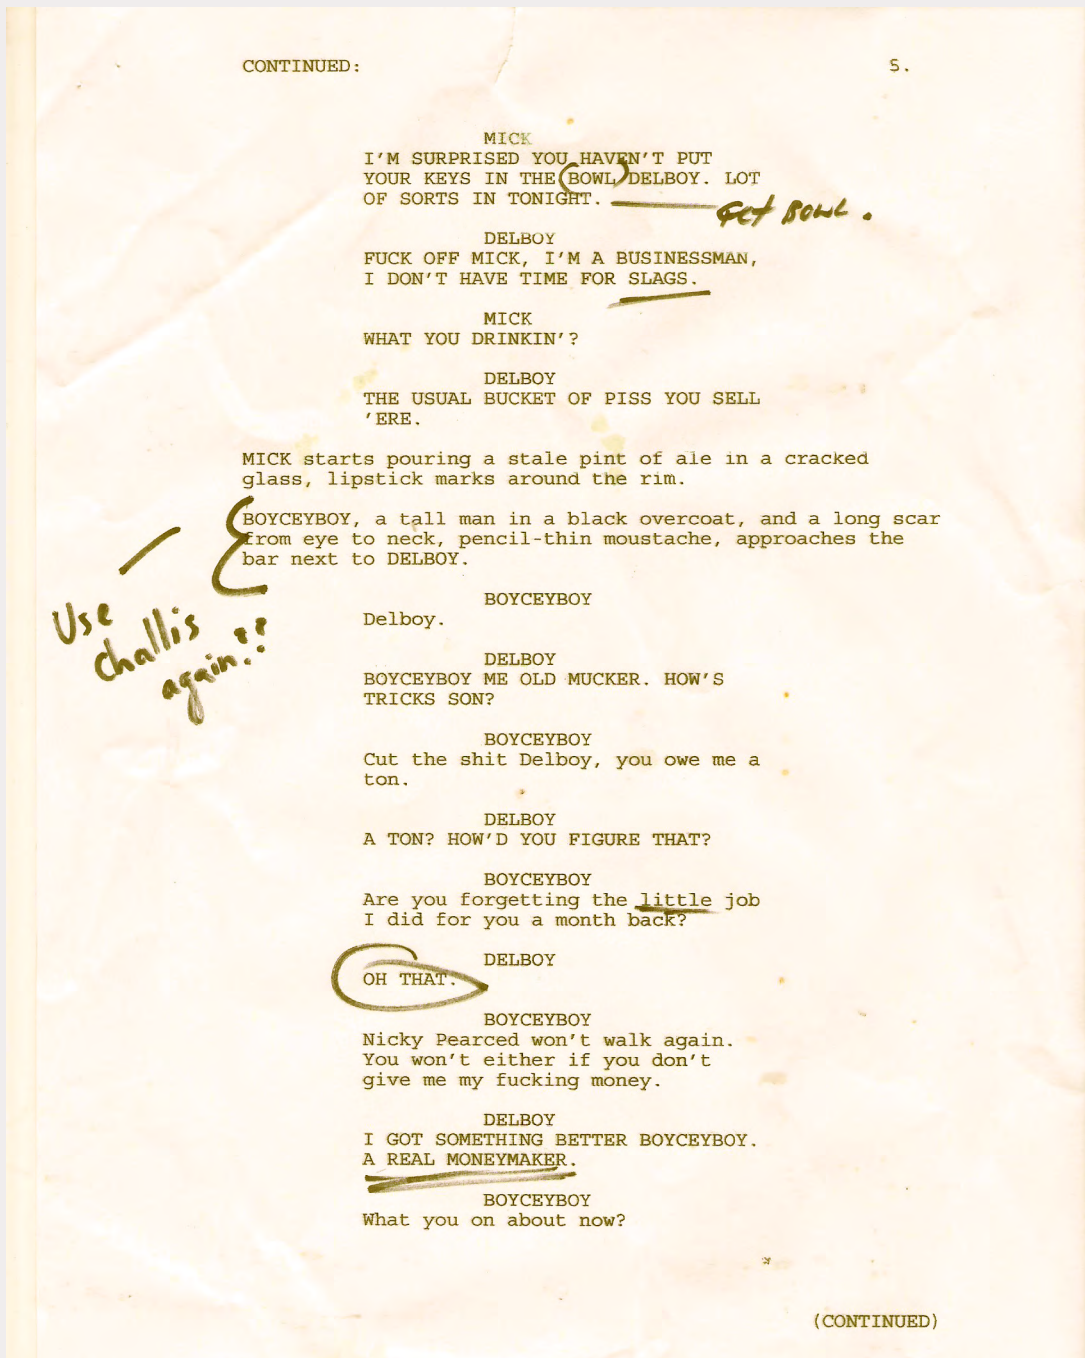 CONTINUED: 5.
MICK
I'M SURPRISED YOU HAVEN'T PUT
YOUR KEYS IN THE (BOWL) DELBOY. LOT
OF SORTS IN TONIGHT.
Get BOWL.
DELBOY
FUCK OFF MICK, I'M A BUSINESSMAN,
I DON'T HAVE TIME FOR SLAGS.
MICK
WHAT YOU DRINKIN'?
DELBOY
THE USUAL BUCKET OF PISS YOU SELL
'ERE.
MICK starts pouring a stale pint of ale in a cracked
glass, lipstick marks around the rim.
BOYCEYBOY, a tall man in a black overcoat, and a long scar
from eye to neck, pencil-thin moustache, approaches the
bar next to DELBOY.
Use
challis
again??
BOYCEYBOY
Delboy.
DELBOY
BOYCEYBOY ME OLD MUCKER. HOW'S
TRICKS SON?
BOYCEYBOY
Cut the shit Delboy, you owe me a
ton.
DELBOY
A TON? HOW'D YOU FIGURE THAT?
BOYCEYBOY
Are you forgetting the little job
I did for you a month back?
DELBOY
OH THAT.
BOYCEYBOY
Nicky Pearced won't walk again.
You won't either if you don't
give me my fucking money.
DELBOY
I GOT SOMETHING BETTER BOYCEYBOY.
A REAL MONEYMAKER.
BOYCEYBOY
What you on about now?
(CONTINUED)